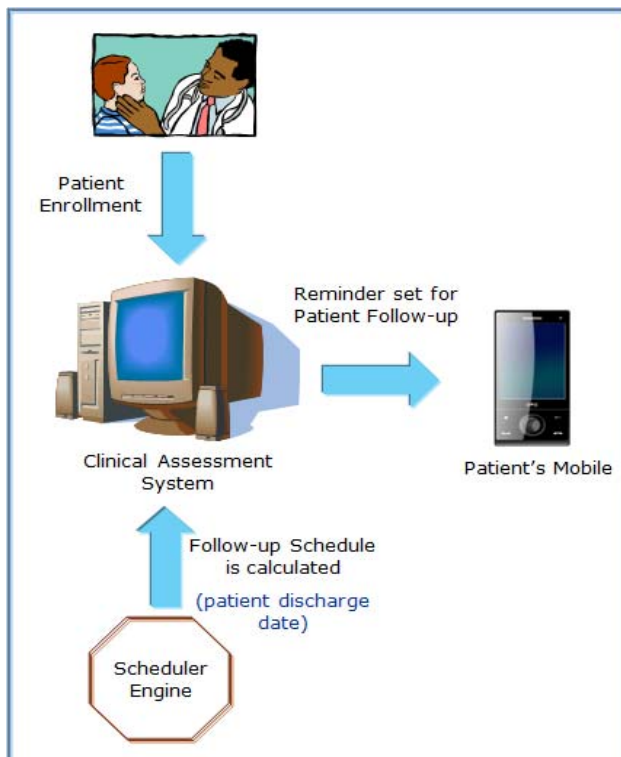 Patient
Enrollment
Reminder set for
Patient Follow-up
Clinical Assessment
System
Patient's Mobile
Follow-up Schedule
is calculated
(patient discharge
date)
Scheduler
Engine